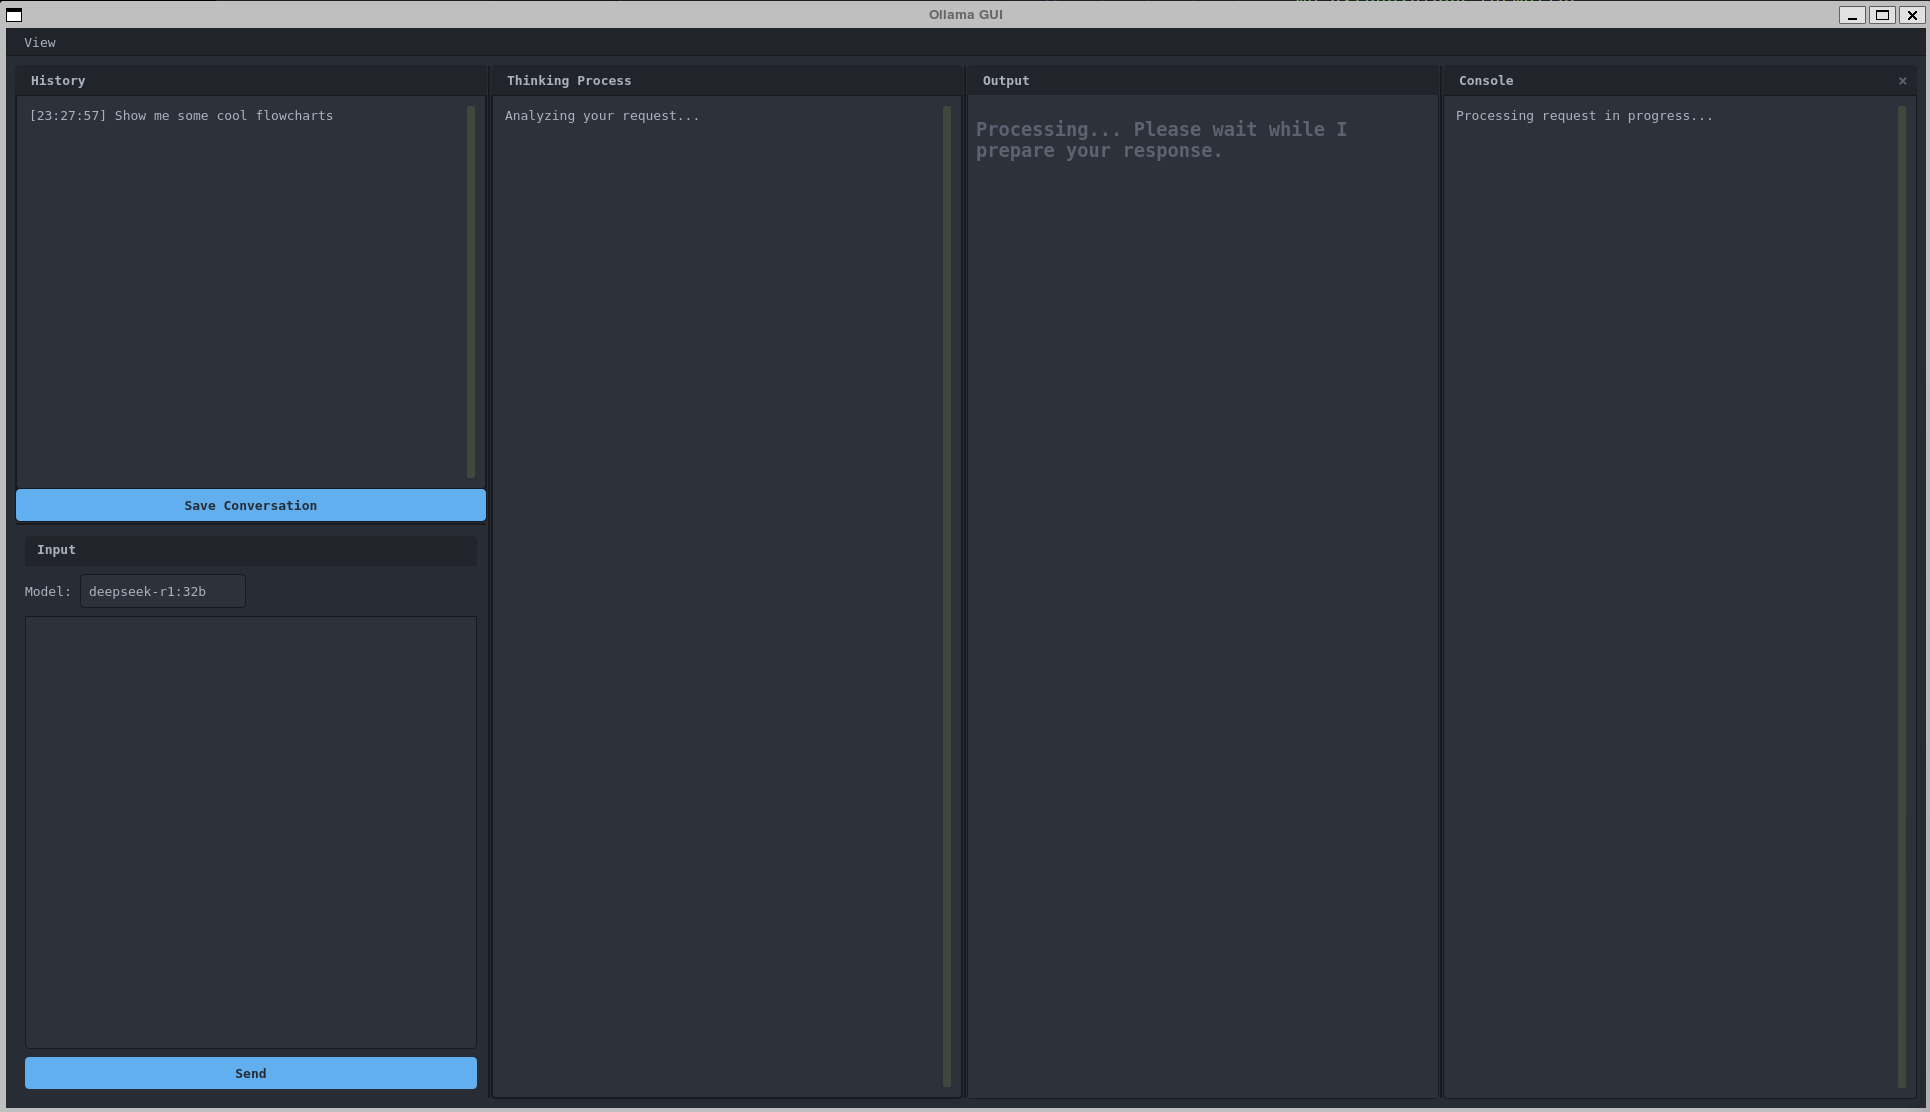 Ollama GUI
View
History
[23:27:57] Show me some cool flowcharts
Save Conversation
Input
Model: deepseek-r1:32b
Send
Thinking Process
Analyzing your request...
Output
Processing... Please wait while I
prepare your response.
Console ×
Processing request in progress...